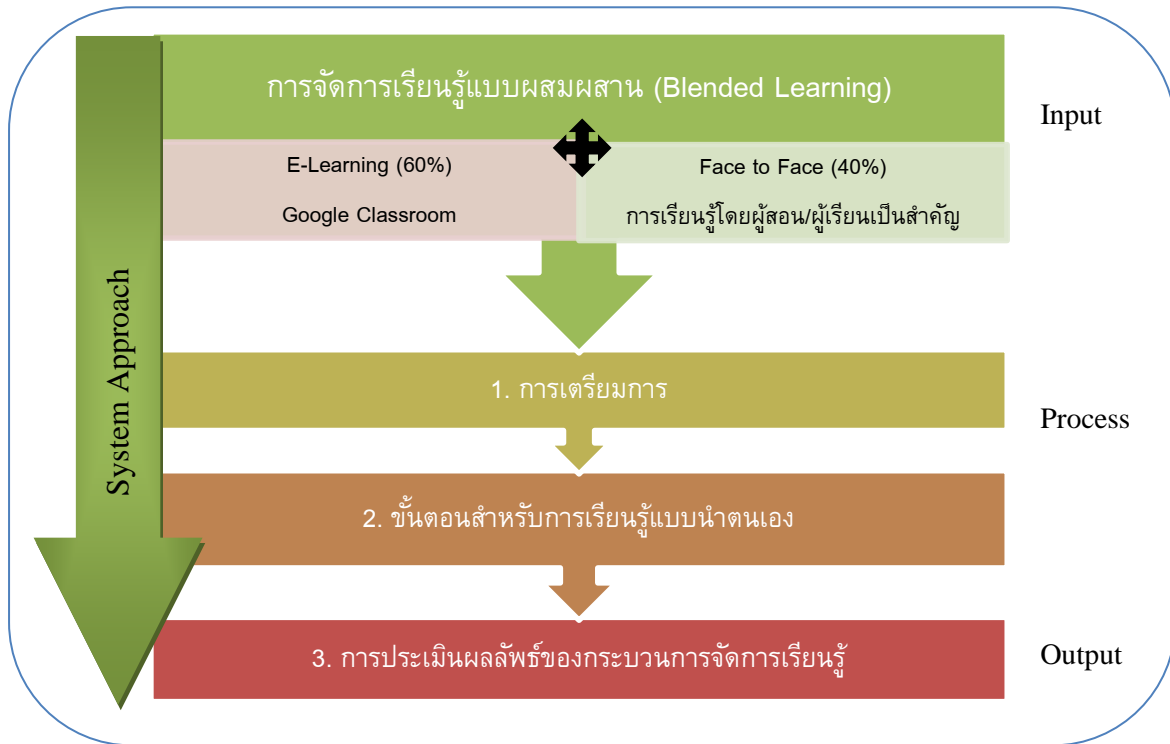 การจัดการเรียนรู้แบบผสมผสาน (Blended Learning)
Input
E-Learning (60%)
Google Classroom
Face to Face (40%)
การเรียนรู้โดยผู้สอน/ผู้เรียนเป็นสำคัญ
System Approach
1. การเตรียมการ
Process
2. ขั้นตอนสำหรับการเรียนรู้แบบนำตนเอง
3. การประเมินผลลัพธ์ของกระบวนการจัดการเรียนรู้
Output